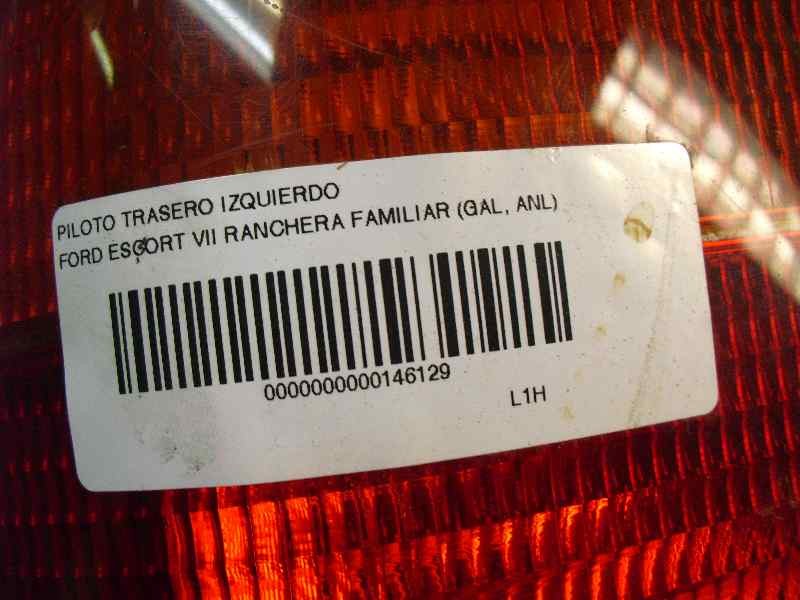 PILOTO TRASERO IZQUIERDO
FORD ESCORT VII RANCHERA FAMILIAR (GAL, ANL)
0000000000146129
L1H